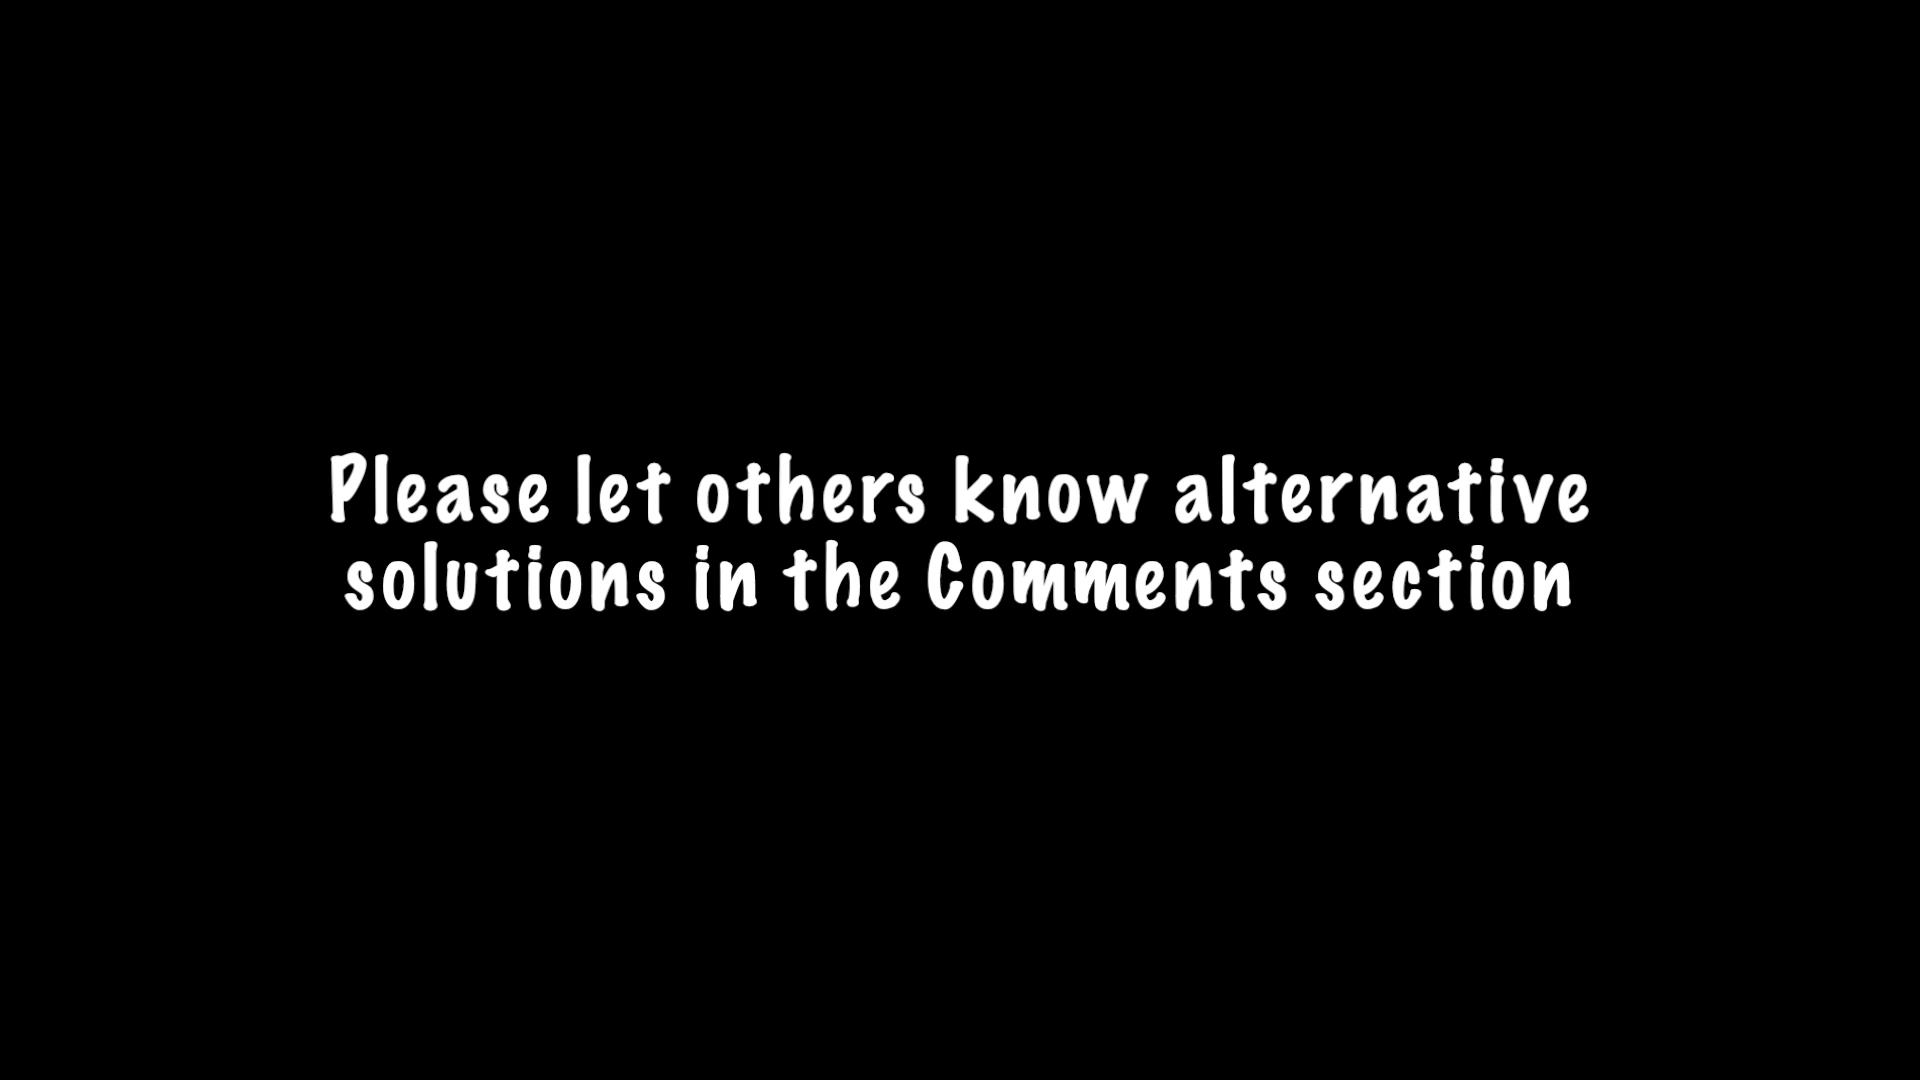 Please let others know alternative
solutions in the Comments section